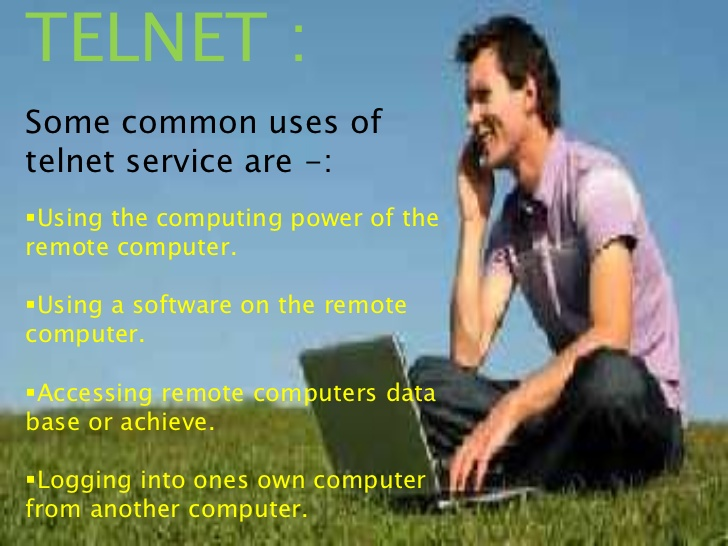 TELNET :
Some common uses of
telnet service are -:
▪Using the computing power of the
remote computer.
▪Using a software on the remote
computer.
▪Accessing remote computers data
base or achieve.
▪Logging into ones own computer
from another computer.